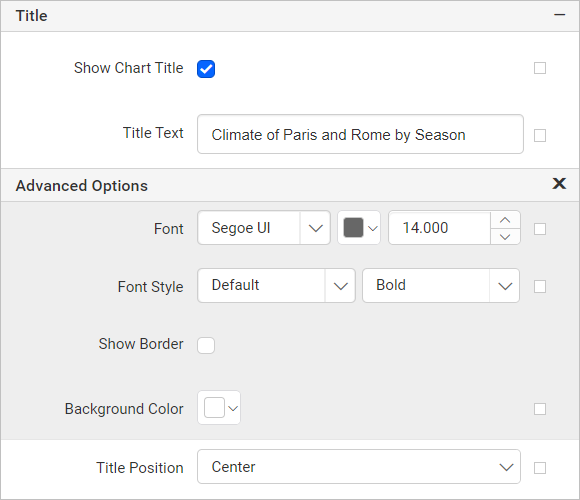 Title
Show Chart Title
Title Text Climate of Paris and Rome by Season
Advanced Options
Font Segoe UI 14.000
Font Style Default Bold
Show Border
Background Color
Title Position Center